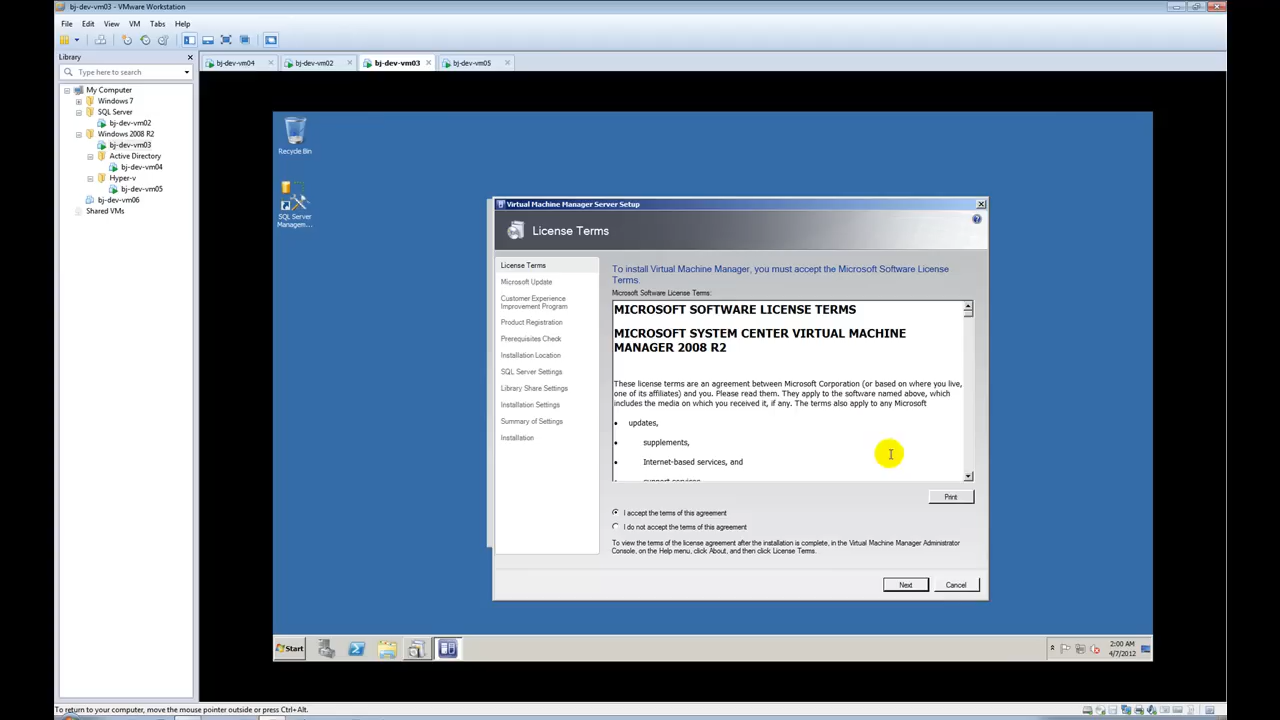 bj-dev-vm03 - VMware Workstation
File Edit View VM Tabs Help
Library
Type here to search
My Computer
Windows 7
SQL Server
bj-dev-vm02
Windows 2008 R2
bj-dev-vm03
Active Directory
bj-dev-vm04
Hyper-v
bj-dev-vm05
bj-dev-vm06
Shared VMs
bj-dev-vm04 bj-dev-vm02 bj-dev-vm03 bj-dev-vm05
Recycle Bin
SQL Server
Managem...
Virtual Machine Manager Server Setup
License Terms
License Terms
Microsoft Update
Customer Experience
Improvement Program
Product Registration
Prerequisites Check
Installation Location
SQL Server Settings
Library Share Settings
Installation Settings
Summary of Settings
Installation
To install Virtual Machine Manager, you must accept the Microsoft Software License
Terms.
Microsoft Software License Terms:
MICROSOFT SOFTWARE LICENSE TERMS
MICROSOFT SYSTEM CENTER VIRTUAL MACHINE
MANAGER 2008 R2
These license terms are an agreement between Microsoft Corporation (or based on where you live,
one of its affiliates) and you. Please read them. They apply to the software named above, which
includes the media on which you received it, if any. The terms also apply to any Microsoft
• updates,
• supplements,
• Internet-based services, and
• support services
Print
I accept the terms of this agreement
I do not accept the terms of this agreement
To view the terms of the license agreement after the installation is complete, in the Virtual Machine Manager Administrator
Console, on the Help menu, click About, and then click License Terms.
Next Cancel
Start
2:00 AM
4/7/2012
To return to your computer, move the mouse pointer outside or press Ctrl+Alt.